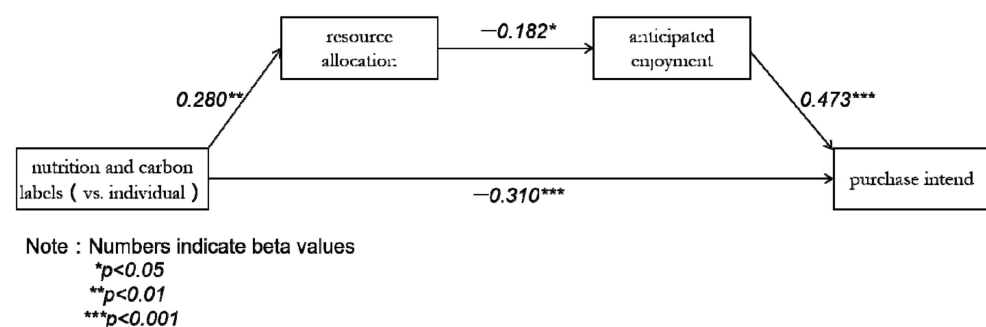 resource
allocation
−0.182*
anticipated
enjoyment
0.280**
0.473***
nutrition and carbon
labels ( vs. individual )
−0.310***
purchase intend
Note : Numbers indicate beta values
*p<0.05
**p<0.01
***p<0.001